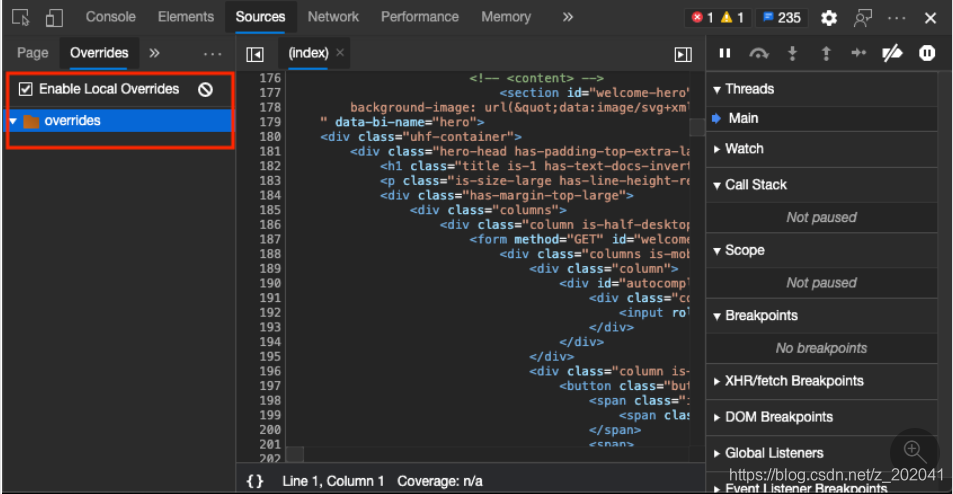 Console Elements Sources Network Performance Memory » 1 1 235 ···
Page Overrides » ···
(index) ×
Enable Local Overrides
overrides
176 <!-- <content> -->
177 <section id="welcome-hero"
178 background-image: url(&quot;data:image/svg+xml
179 " data-bi-name="hero">
180 <div class="uhf-container">
181 <div class="hero-head has-padding-top-extra-la
182 <h1 class="title is-1 has-text-docs-invert
183 <p class="is-size-large has-line-height-re
184 <div class="has-margin-top-large">
185 <div class="columns">
186 <div class="column is-half-desktop
187 <form method="GET" id="welcome
188 <div class="columns is-mob
189 <div class="column">
190 <div id="autocompl
191 <div class="co
192 <input rol
193 </div>
194 </div>
195 </div>
196 <div class="column is-
197 <button class="but
198 <span class="i
199 <span clas
200 </span>
201 <span>
202
{ } Line 1, Column 1 Coverage: n/a
Threads
Main
Watch
Call Stack
Not paused
Scope
Not paused
Breakpoints
No breakpoints
XHR/fetch Breakpoints
DOM Breakpoints
Global Listeners
Event Listener Breakpoints
https://blog.csdn.net/z_202041